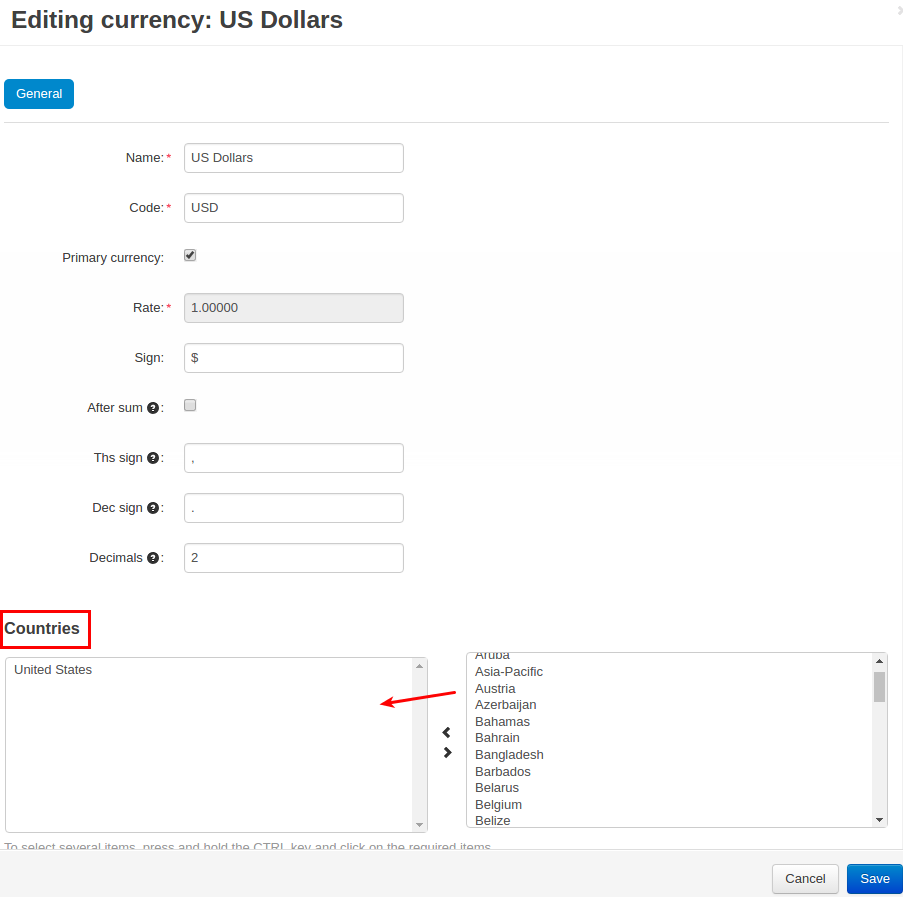 Editing currency: US Dollars
General
Name:* US Dollars
Code:* USD
Primary currency:
Rate:* 1.00000
Sign: $
After sum ?:
Ths sign ?: ,
Dec sign ?: .
Decimals ?: 2
Countries
United States
Aruba
Asia-Pacific
Austria
Azerbaijan
Bahamas
Bahrain
Bangladesh
Barbados
Belarus
Belgium
Belize
To select several items, press and hold the CTRL key and click on the required items.
Cancel Save